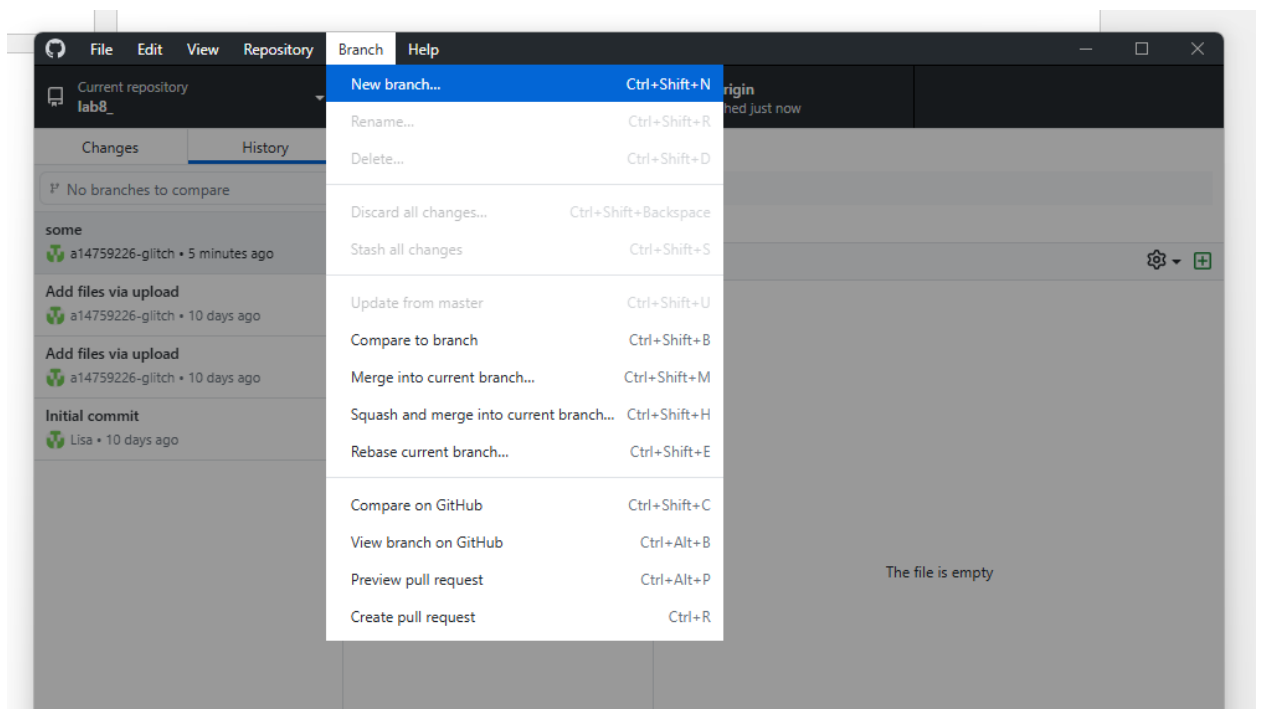 File Edit View Repository Branch Help
Current repository
lab8_
rigin
hed just now
Changes History
No branches to compare
some
a14759226-glitch • 5 minutes ago
Add files via upload
a14759226-glitch • 10 days ago
Add files via upload
a14759226-glitch • 10 days ago
Initial commit
Lisa • 10 days ago
New branch... Ctrl+Shift+N
Rename... Ctrl+Shift+R
Delete... Ctrl+Shift+D
Discard all changes... Ctrl+Shift+Backspace
Stash all changes Ctrl+Shift+S
Update from master Ctrl+Shift+U
Compare to branch Ctrl+Shift+B
Merge into current branch... Ctrl+Shift+M
Squash and merge into current branch... Ctrl+Shift+H
Rebase current branch... Ctrl+Shift+E
Compare on GitHub Ctrl+Shift+C
View branch on GitHub Ctrl+Alt+B
Preview pull request Ctrl+Alt+P
Create pull request Ctrl+R
The file is empty